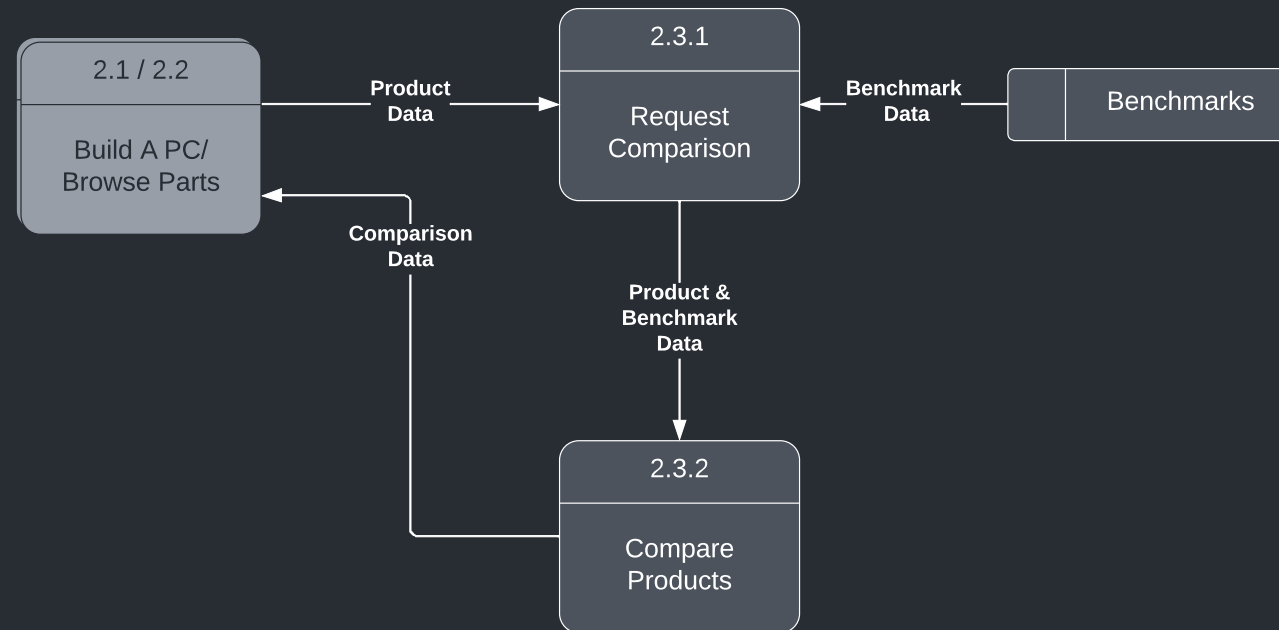 2.1 / 2.2
Build A PC/
Browse Parts
Product
Data
2.3.1
Request
Comparison
Benchmark
Data
Benchmarks
Comparison
Data
Product &
Benchmark
Data
2.3.2
Compare
Products